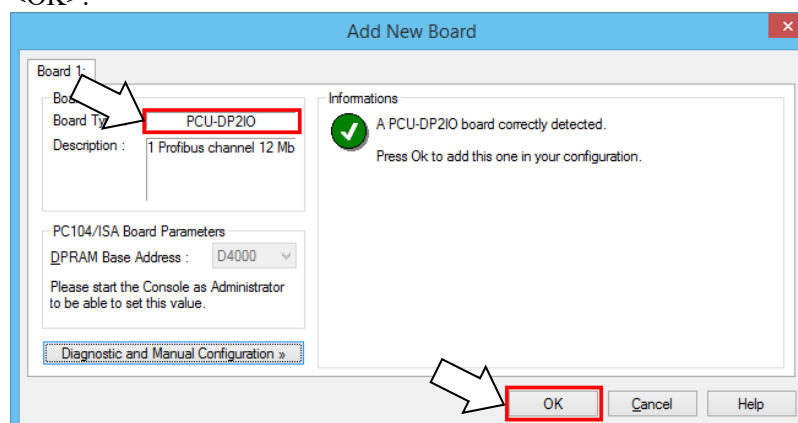 <OK>.
Add New Board
Board 1:
Board Ty
PCU-DP2IO
Description :
1 Profibus channel 12 Mb
PC104/ISA Board Parameters
DPRAM Base Address :
D4000
Please start the Console as Administrator
to be able to set this value.
Diagnostic and Manual Configuration »
Informations
A PCU-DP2IO board correctly detected.
Press Ok to add this one in your configuration.
OK
Cancel
Help